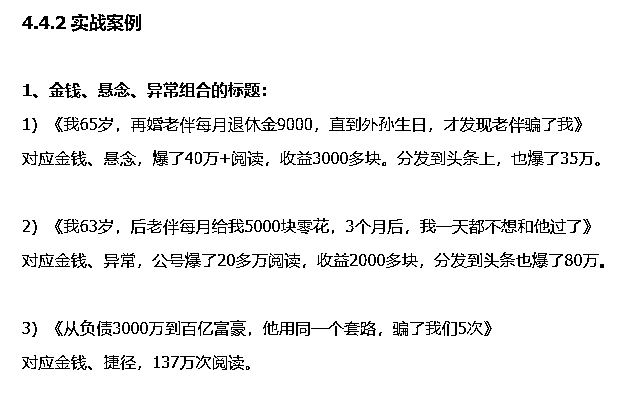 4.4.2 实战案例
1、金钱、悬念、异常组合的标题：
1）《我65岁，再婚老伴每月退休金9000，直到外孙生日，才发现老伴骗了我》
对应金钱、悬念，爆了40万+阅读，收益3000多块。分发到头条上，也爆了35万。
2）《我63岁，后老伴每月给我5000块零花，3个月后，我一天都不想和他过了》
对应金钱、异常，公号爆了20多万阅读，收益2000多块，分发到头条也爆了80万。
3）《从负债3000万到百亿富豪，他用同一个套路，骗了我们5次》
对应金钱、捷径，137万次阅读。